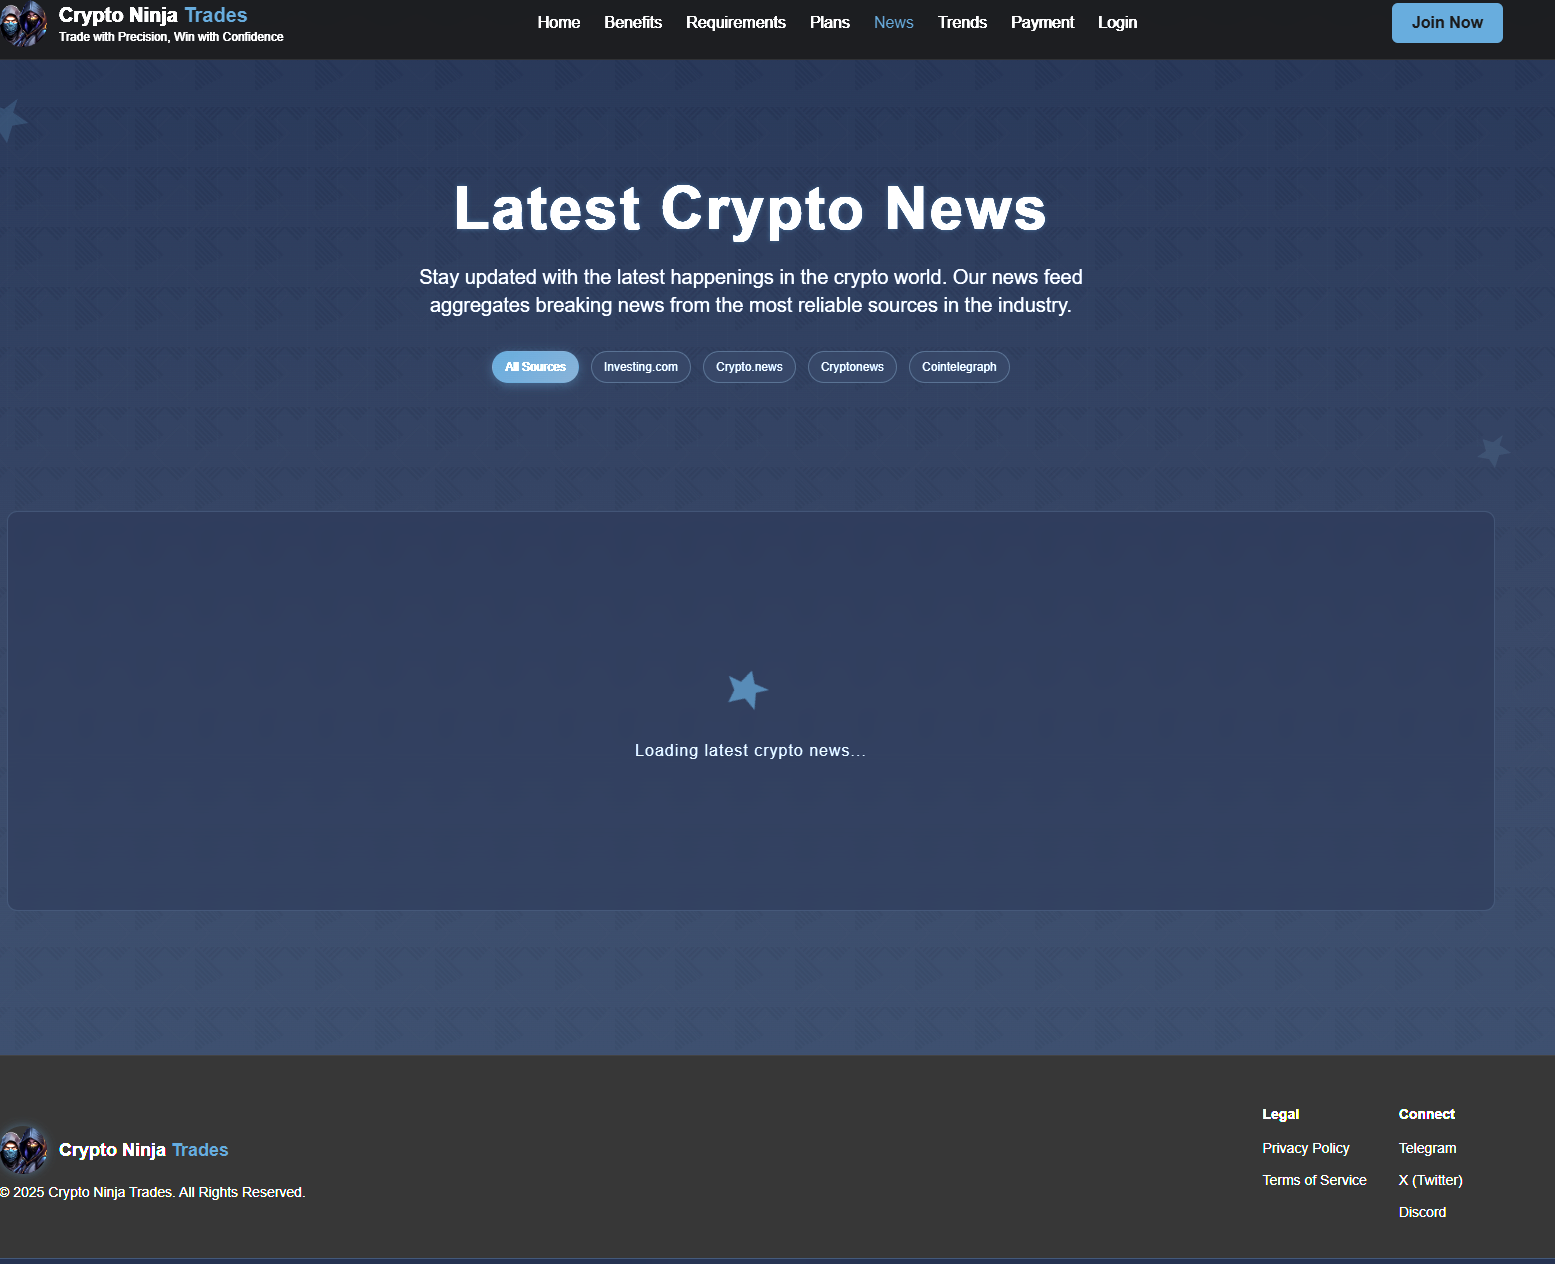 Crypto Ninja Trades
Trade with Precision, Win with Confidence
Home Benefits Requirements Plans News Trends Payment Login
Join Now
Latest Crypto News
Stay updated with the latest happenings in the crypto world. Our news feed
aggregates breaking news from the most reliable sources in the industry.
All Sources Investing.com Crypto.news Cryptonews Cointelegraph
Loading latest crypto news...
Crypto Ninja Trades
© 2025 Crypto Ninja Trades. All Rights Reserved.
Legal
Privacy Policy
Terms of Service
Connect
Telegram
X (Twitter)
Discord